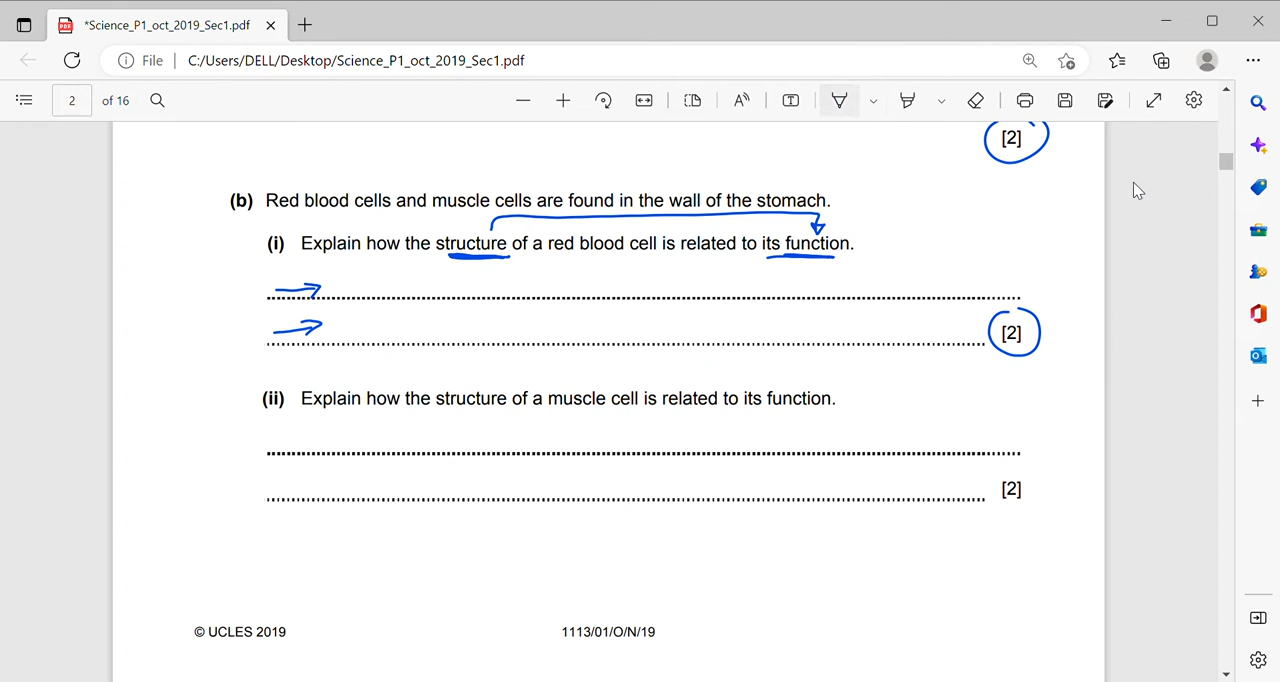 *Science_P1_oct_2019_Sec1.pdf
File C:/Users/DELL/Desktop/Science_P1_oct_2019_Sec1.pdf
2 of 16
[2]
(b) Red blood cells and muscle cells are found in the wall of the stomach.
(i) Explain how the structure of a red blood cell is related to its function.
[2]
(ii) Explain how the structure of a muscle cell is related to its function.
[2]
© UCLES 2019 1113/01/O/N/19